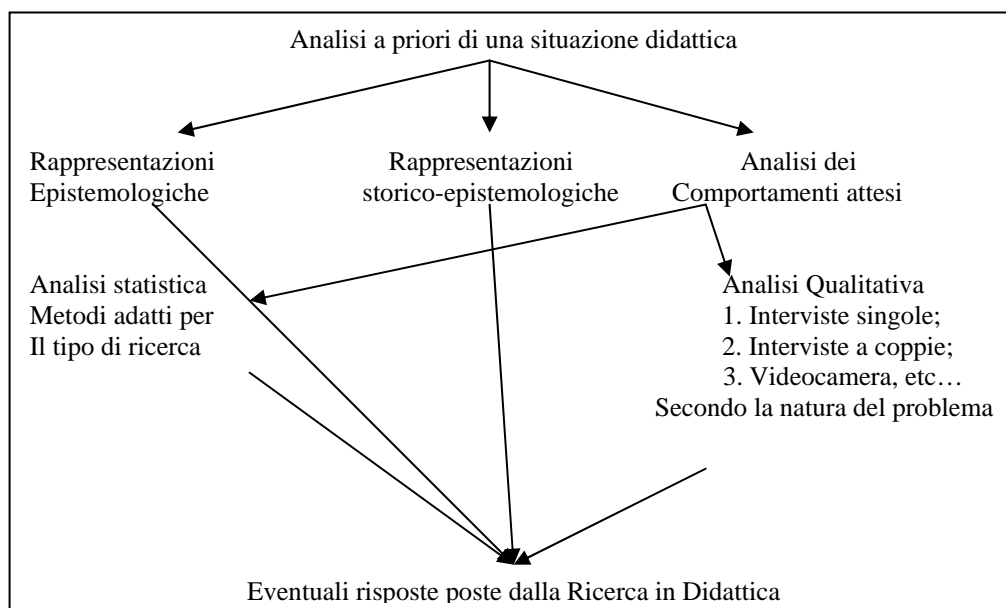 Analisi a priori di una situazione didattica
Rappresentazioni
Epistemologiche
Rappresentazioni
storico-epistemologiche
Analisi dei
Comportamenti attesi
Analisi statistica
Metodi adatti per
Il tipo di ricerca
Analisi Qualitativa
1. Interviste singole;
2. Interviste a coppie;
3. Videocamera, etc…
Secondo la natura del problema
Eventuali risposte poste dalla Ricerca in Didattica